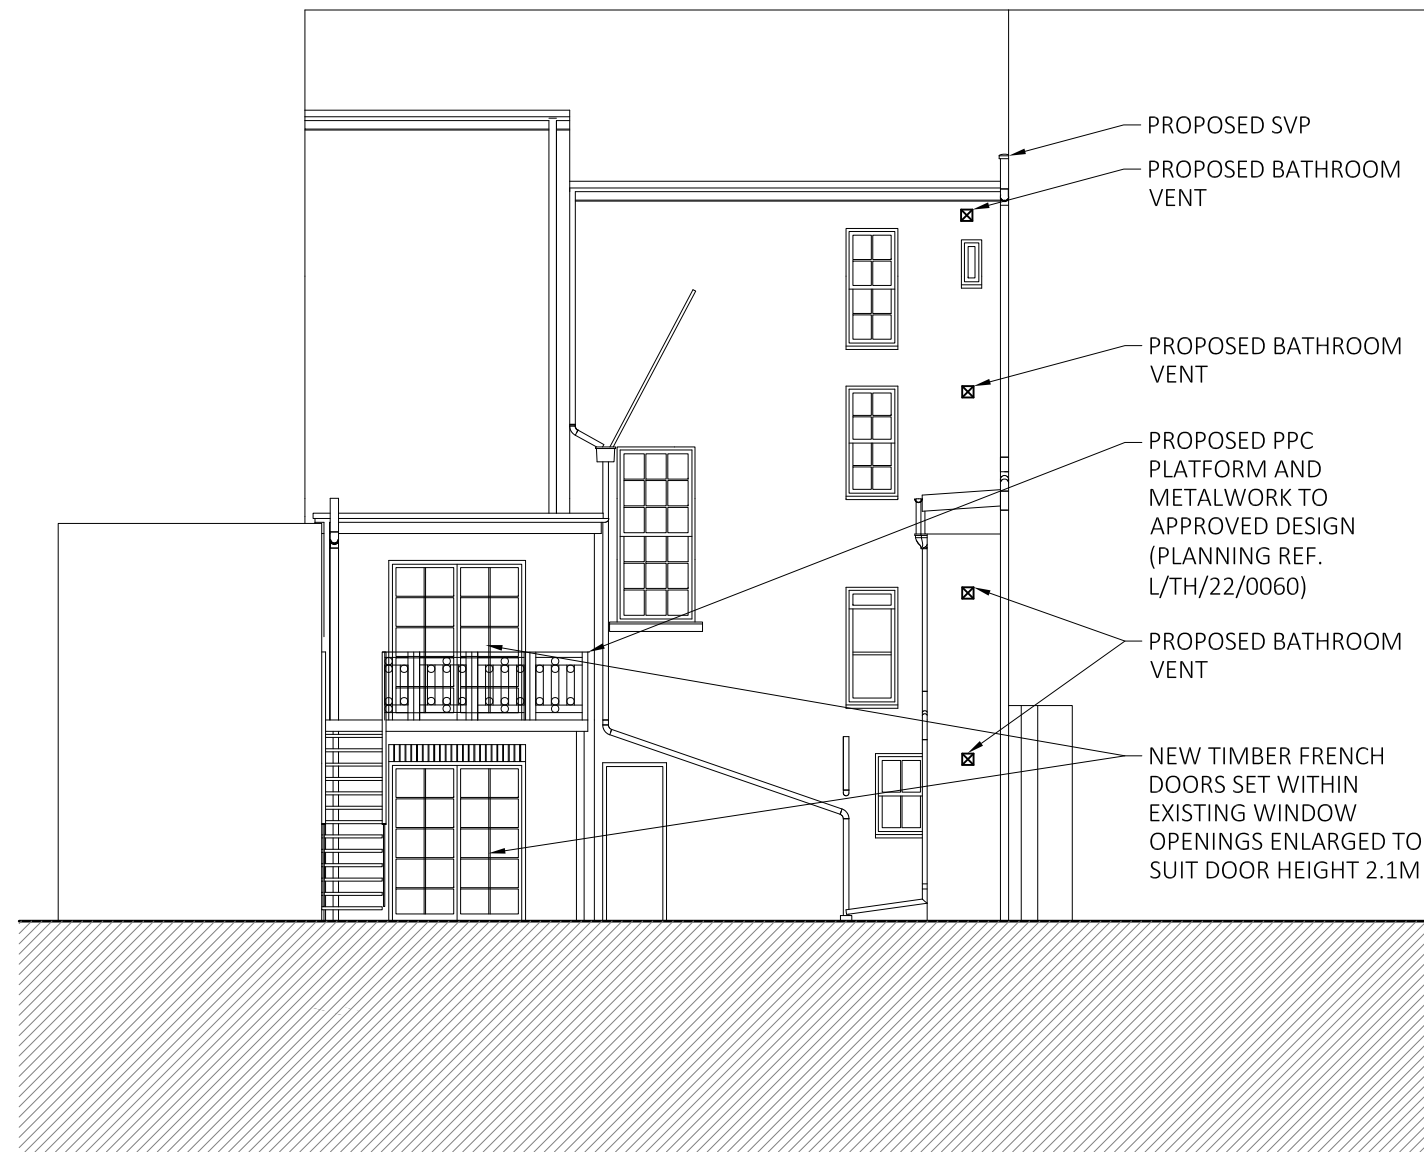 PROPOSED SVP
PROPOSED BATHROOM
VENT
PROPOSED BATHROOM
VENT
PROPOSED PPC
PLATFORM AND
METALWORK TO
APPROVED DESIGN
(PLANNING REF.
L/TH/22/0060)
PROPOSED BATHROOM
VENT
NEW TIMBER FRENCH
DOORS SET WITHIN
EXISTING WINDOW
OPENINGS ENLARGED TO
SUIT DOOR HEIGHT 2.1M